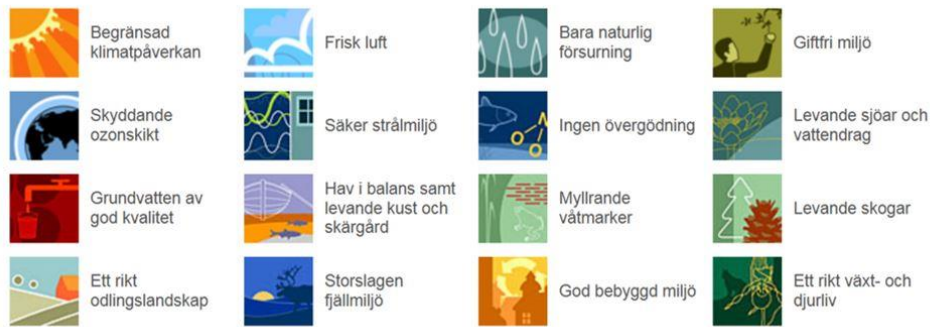 Begränsad
klimatpåverkan
Frisk luft
Bara naturlig
försurning
Giftfri miljö
Skyddande
ozonskikt
Säker strålmiljö
Ingen övergödning
Levande sjöar och
vattendrag
Grundvatten av
god kvalitet
Hav i balans samt
levande kust och
skärgård
Myllrande
våtmarker
Levande skogar
Ett rikt
odlingslandskap
Storslagen
fjällmiljö
God bebyggd miljö
Ett rikt växt- och
djurliv